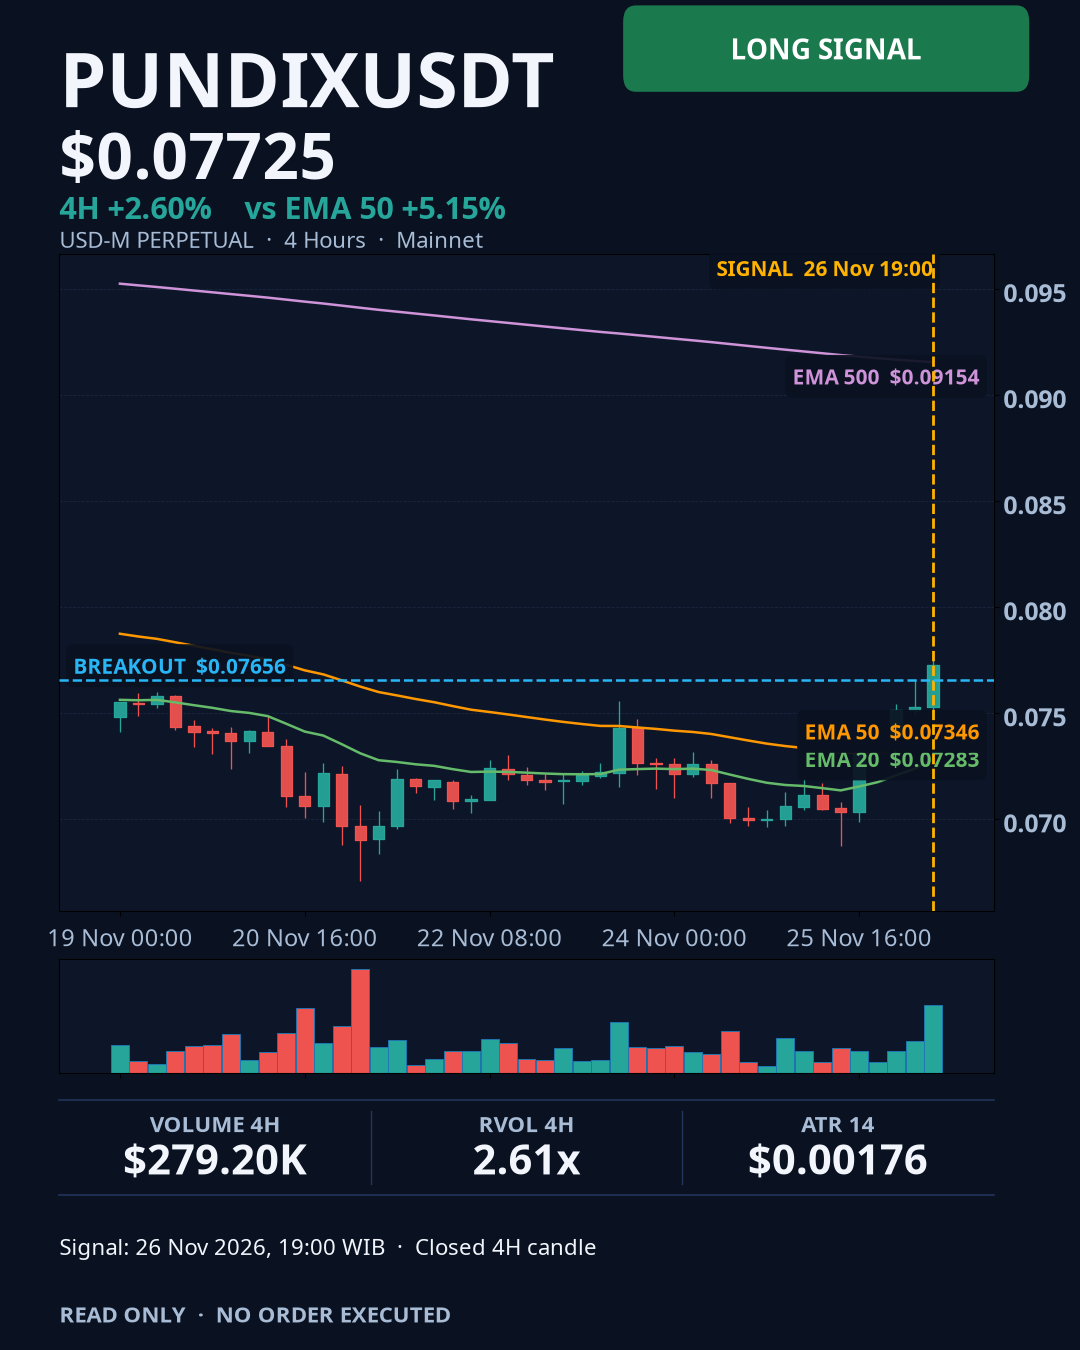 LONG SIGNAL
PUNDIXUSDT
$0.07725
4H +2.60% vs EMA 50 +5.15%
USD-M PERPETUAL · 4 Hours · Mainnet
SIGNAL 26 Nov 19:00
0.095
EMA 500 $0.09154
0.090
0.085
0.080
BREAKOUT $0.07656
0.075
EMA 50 $0.07346
EMA 20 $0.07283
0.070
19 Nov 00:00 20 Nov 16:00 22 Nov 08:00 24 Nov 00:00 25 Nov 16:00
VOLUME 4H RVOL 4H ATR 14
$279.20K 2.61x $0.00176
Signal: 26 Nov 2026, 19:00 WIB · Closed 4H candle
READ ONLY · NO ORDER EXECUTED